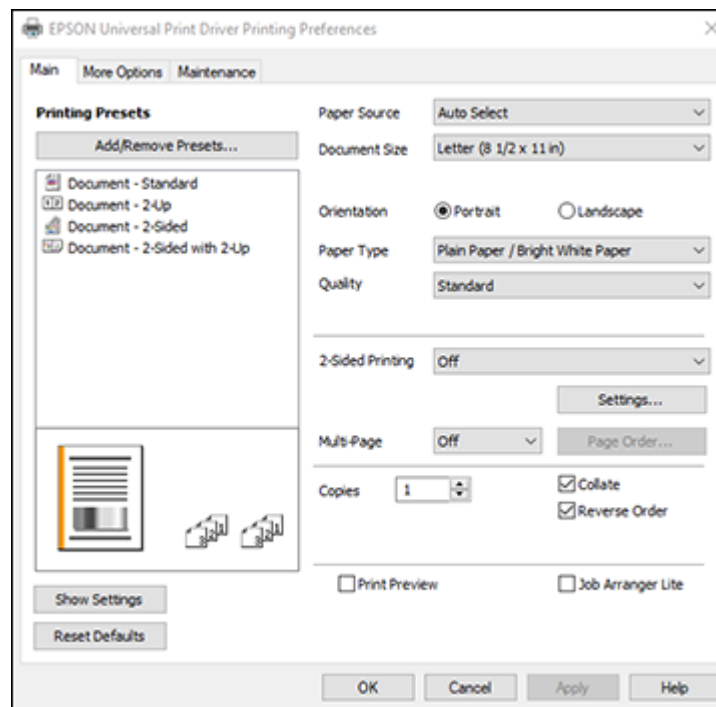 EPSON Universal Print Driver Printing Preferences
Main
More Options
Maintenance
Printing Presets
Add/Remove Presets...
Document - Standard
Document - 2-Up
Document - 2-Sided
Document - 2-Sided with 2-Up
Show Settings
Reset Defaults
Paper Source Auto Select
Document Size Letter (8 1/2 x 11 in)
Orientation Portrait Landscape
Paper Type Plain Paper / Bright White Paper
Quality Standard
2-Sided Printing Off
Settings...
Multi-Page Off Page Order...
Copies 1 Collate
Reverse Order
Print Preview Job Arranger Lite
OK Cancel Apply Help